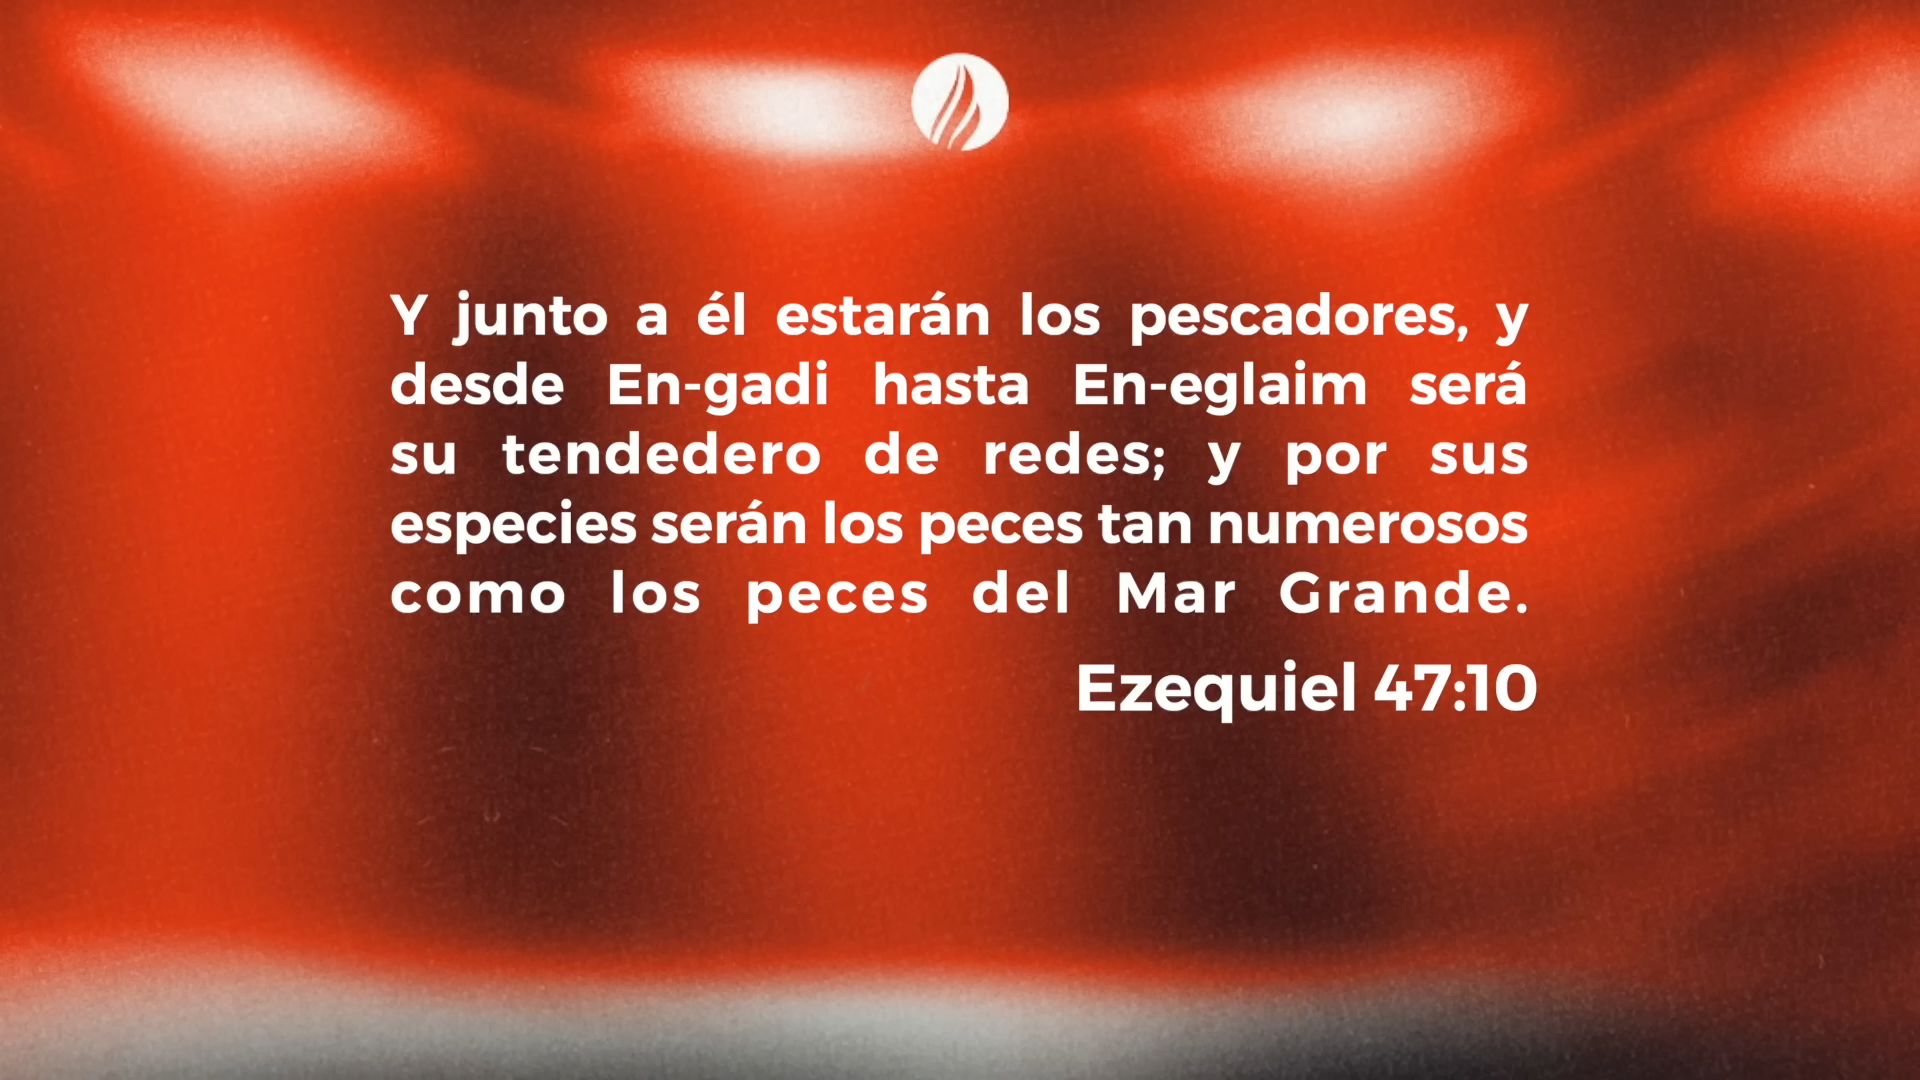 Y junto a él estarán los pescadores, y
desde En-gadi hasta En-eglaim será
su tendedero de redes; y por sus
especies serán los peces tan numerosos
como los peces del Mar Grande.
Ezequiel 47:10